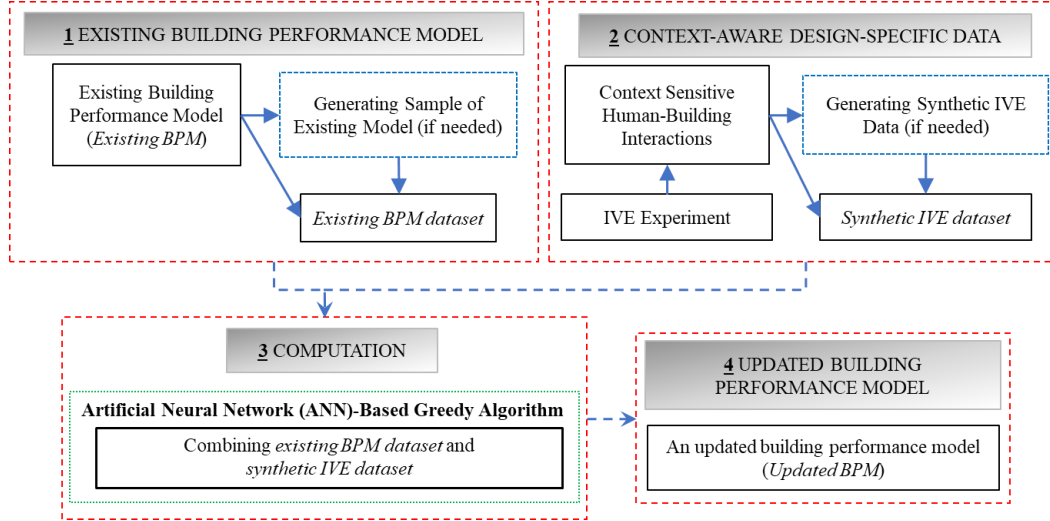 1 EXISTING BUILDING PERFORMANCE MODEL
Existing Building
Performance Model
(Existing BPM)
Generating Sample of
Existing Model (if needed)
Existing BPM dataset
2 CONTEXT-AWARE DESIGN-SPECIFIC DATA
Context Sensitive
Human-Building
Interactions
Generating Synthetic IVE
Data (if needed)
IVE Experiment
Synthetic IVE dataset
3 COMPUTATION
Artificial Neural Network (ANN)-Based Greedy Algorithm
Combining existing BPM dataset and
synthetic IVE dataset
4 UPDATED BUILDING
PERFORMANCE MODEL
An updated building performance model
(Updated BPM)